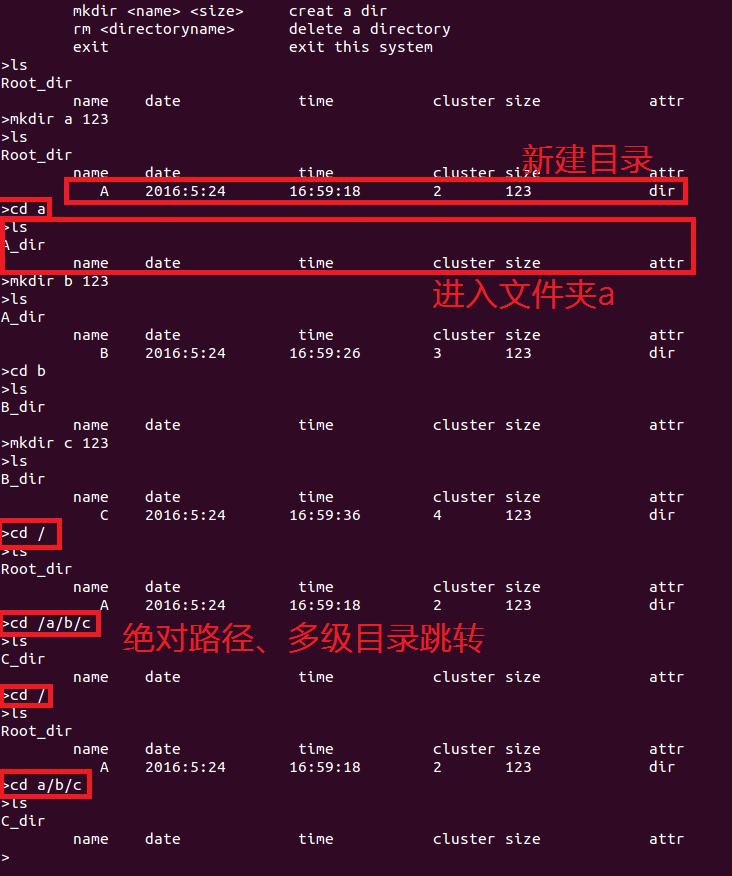 mkdir <name> <size> creat a dir
rm <directoryname> delete a directory
exit exit this system
>ls
Root_dir
name date time cluster size attr
>mkdir a 123
>ls
Root_dir
新建目录
name date time cluster size attr
A 2016:5:24 16:59:18 2 123 dir
>cd a
>ls
A_dir
name date time cluster size attr
>mkdir b 123
进入文件夹a
>ls
A_dir
name date time cluster size attr
B 2016:5:24 16:59:26 3 123 dir
>cd b
>ls
B_dir
name date time cluster size attr
>mkdir c 123
>ls
B_dir
name date time cluster size attr
C 2016:5:24 16:59:36 4 123 dir
>cd /
>ls
Root_dir
name date time cluster size attr
A 2016:5:24 16:59:18 2 123 dir
>cd /a/b/c
绝对路径、多级目录跳转
>ls
C_dir
name date time cluster size attr
>cd /
>ls
Root_dir
name date time cluster size attr
A 2016:5:24 16:59:18 2 123 dir
>cd a/b/c
>ls
C_dir
name date time cluster size attr
>